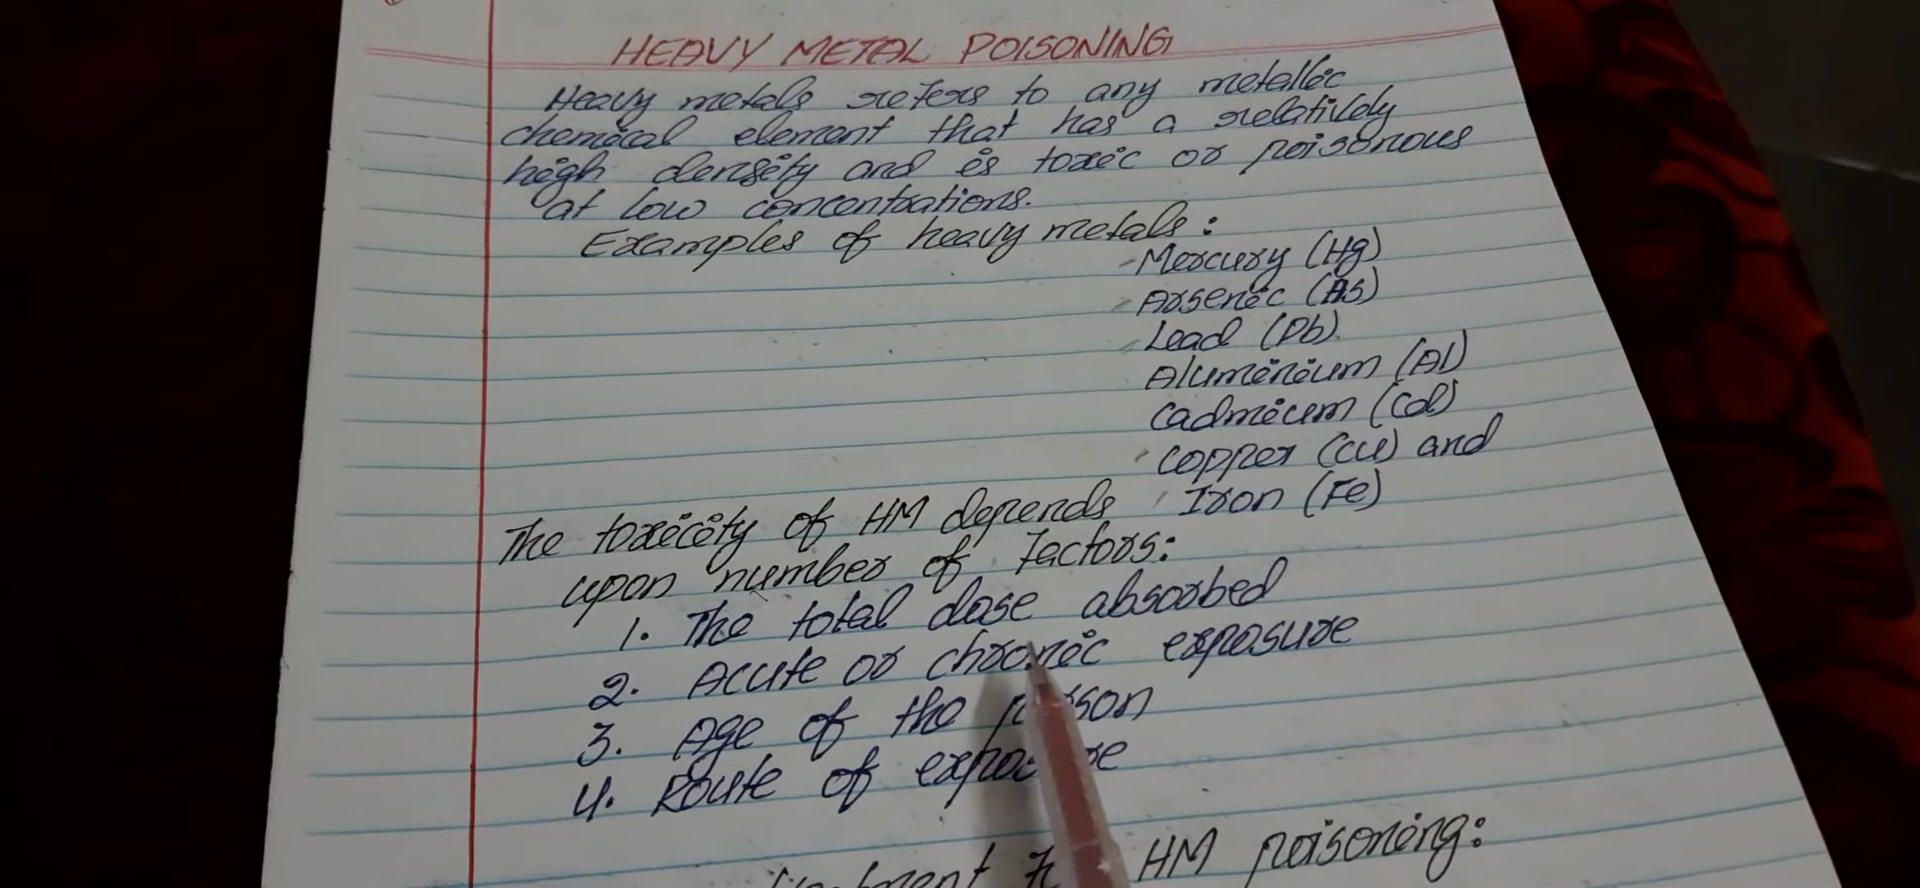 HEAVY METAL POISONING
Heavy metals refers to any metallic
chemical element that has a relatively
high density and is toxic or poisonous
at low concentrations.
Examples of heavy metals:
- Mercury (Hg)
- Arsenic (As)
- Lead (Pb)
Aluminium (Al)
Cadmium (Cd)
- Copper (Cu) and
- Iron (Fe)
The toxicity of HM depends
upon number of factors:
1. The total dose absorbed
2. Acute or chronic exposure
3. Age of the person
4. Route of exposure
HM poisoning: